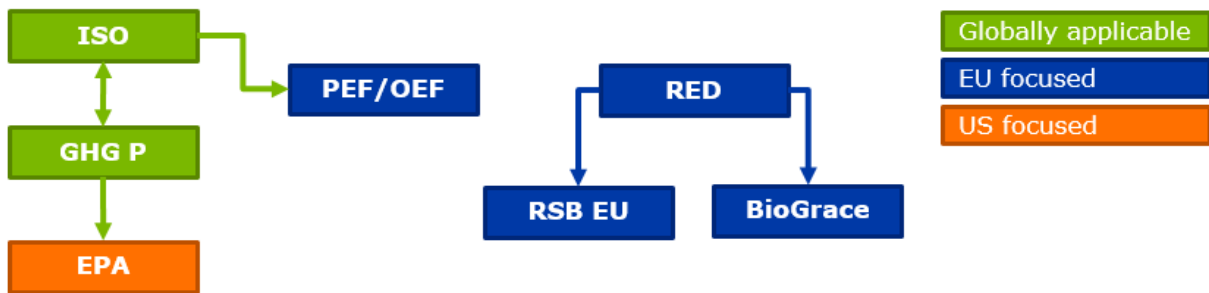 ISO
Globally applicable
PEF/OEF
RED
EU focused
US focused
GHG P
RSB EU
BioGrace
EPA